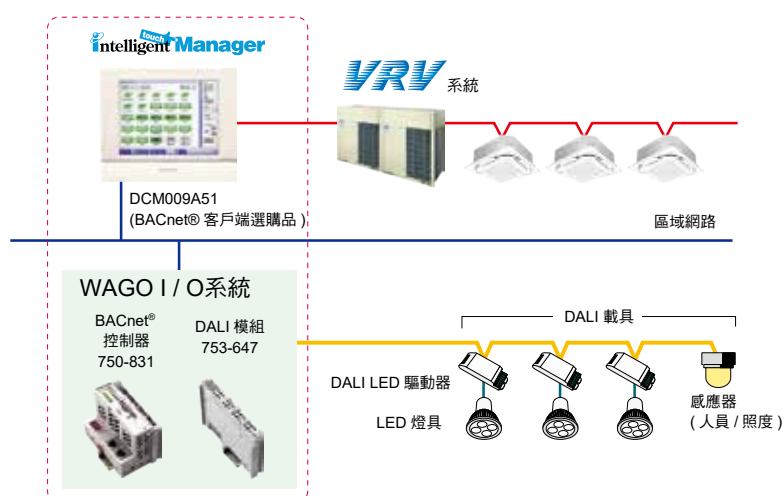 intelligent touch Manager
VRV 系統
DCM009A51
(BACnet® 客戶端選購品 )
區域網路
WAGO I / O系統
BACnet®
控制器
750-831
DALI 模組
753-647
DALI 載具
DALI LED 驅動器
LED 燈具
感應器
( 人員 / 照度 )